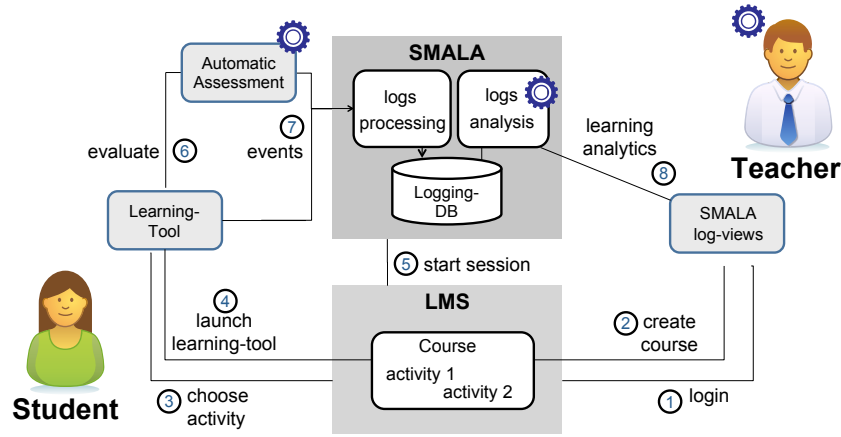 SMALA
Automatic
Assessment
logs
processing
logs
analysis
Logging-
DB
evaluate 6
7
events
learning
analytics
8
Teacher
Learning-
Tool
SMALA
log-views
5 start session
LMS
Course
activity 1
activity 2
4
launch
learning-tool
3 choose
activity
Student
2 create
course
1 login